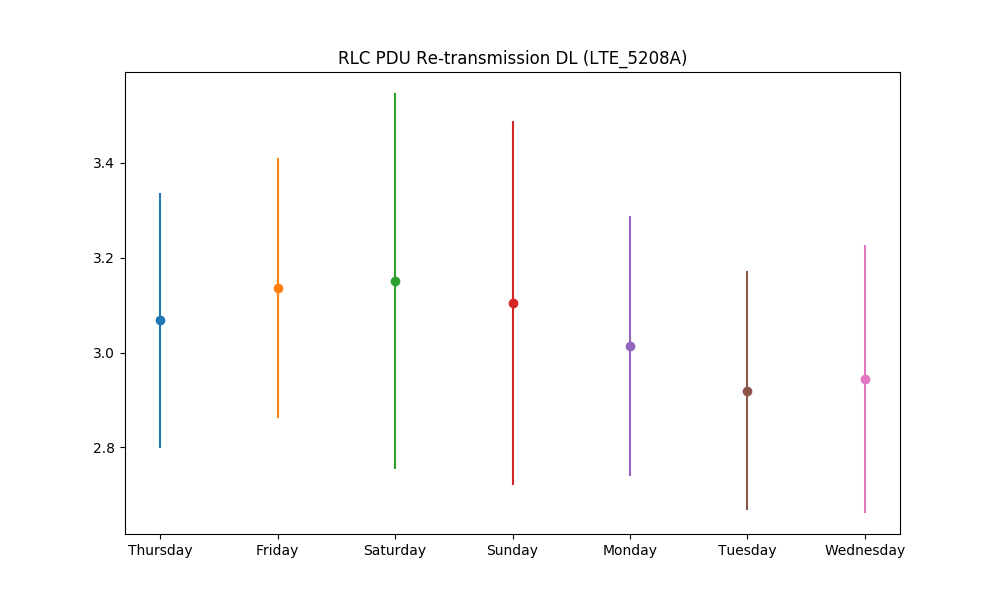 RLC PDU Re-transmission DL (LTE_5208A)
3.4
3.2
3.0
2.8
Thursday Friday Saturday Sunday Monday Tuesday Wednesday